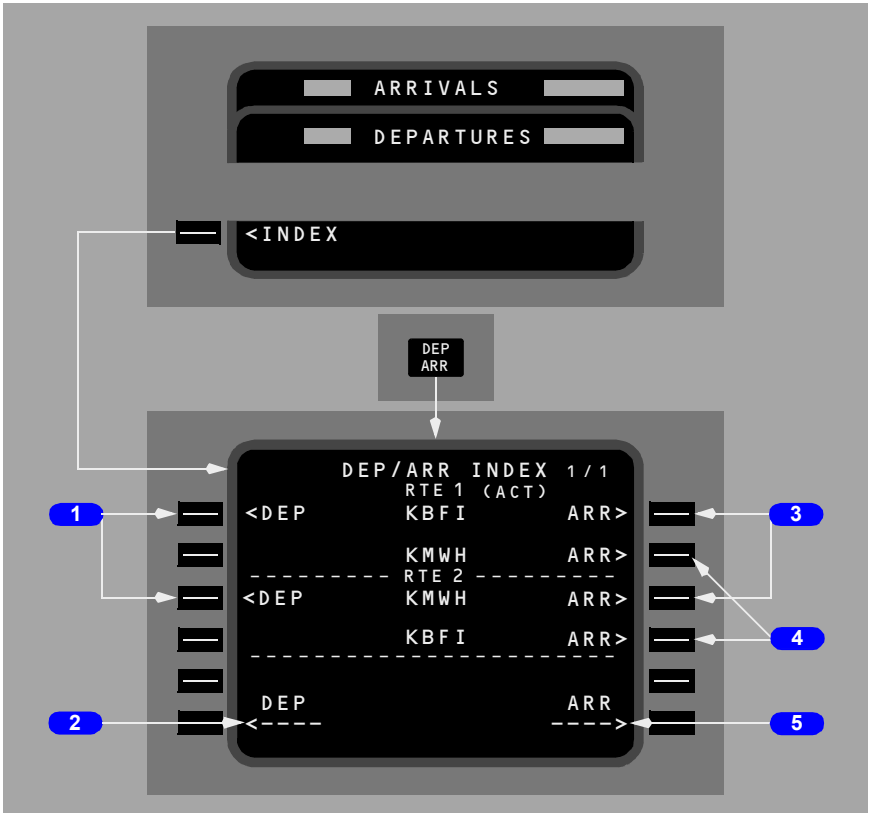 ARRIVALS
DEPARTURES
<INDEX
DEP
ARR
DEP/ARR INDEX 1/1
RTE 1 (ACT)
1 <DEP KBFI ARR> 3
KMWH ARR>
---------- RTE 2 ----------
<DEP KMWH ARR>
KBFI ARR> 4
--------------------------
DEP ARR
2 <---- ----> 5